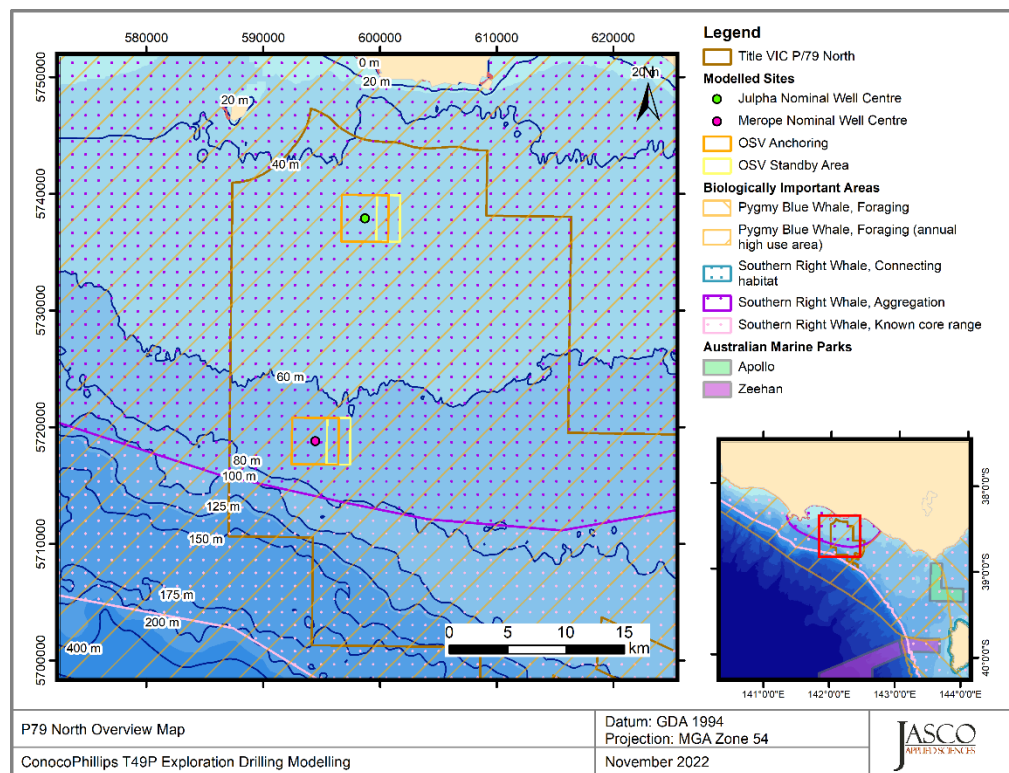 580000
590000
600000
610000
620000
5750000
5740000
5730000
5720000
5710000
5700000
0 m
20 m
20 m
20 m
N
40 m
60 m
80 m
100 m
125 m
150 m
175 m
200 m
400 m
0 5 10 15
km
Legend
Title VIC P/79 North
Modelled Sites
Julpha Nominal Well Centre
Merope Nominal Well Centre
OSV Anchoring
OSV Standby Area
Biologically Important Areas
Pygmy Blue Whale, Foraging
Pygmy Blue Whale, Foraging (annual
high use area)
Southern Right Whale, Connecting
habitat
Southern Right Whale, Aggregation
Southern Right Whale, Known core range
Australian Marine Parks
Apollo
Zeehan
38°0'0"S
39°0'0"S
40°0'0"S
141°0'0"E
142°0'0"E
143°0'0"E
144°0'0"E
P79 North Overview Map
ConocoPhillips T49P Exploration Drilling Modelling
Datum: GDA 1994
Projection: MGA Zone 54
November 2022
JASCO
APPLIED SCIENCES